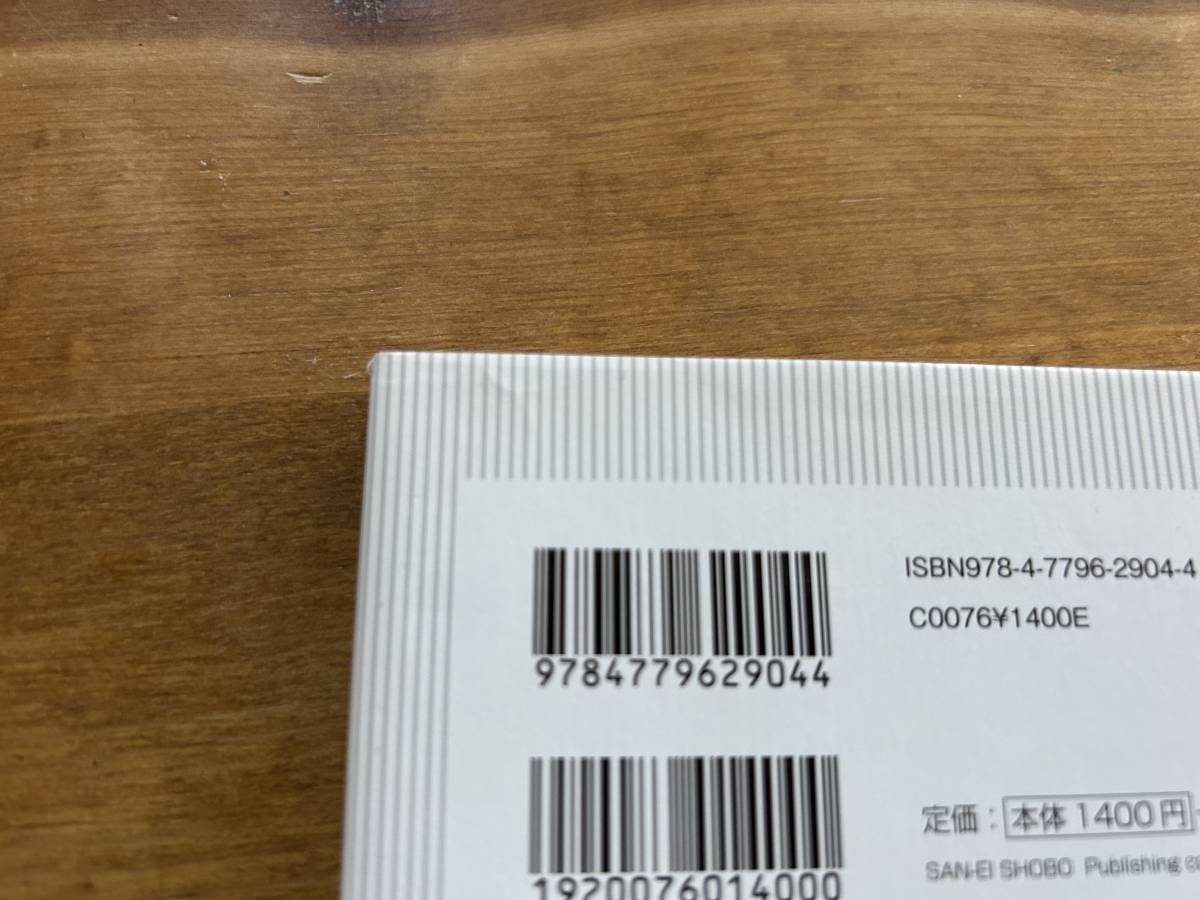 ISBN978-4-7796-2904-4
C0076¥1400E
9784779629044
定価：本体1400円
SAN-EI SHOBO Publishing
1920076014000